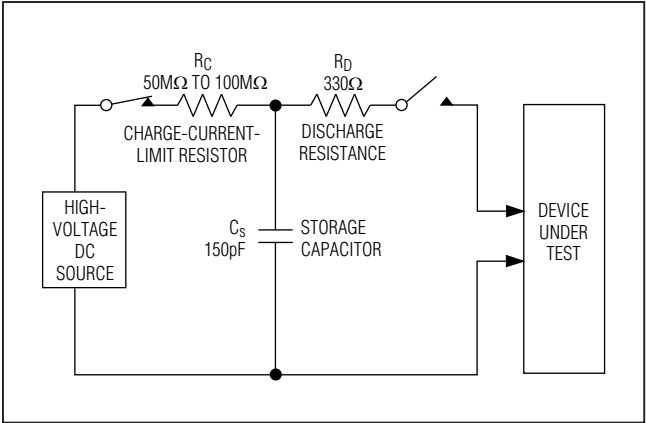 R_C
50MΩ TO 100MΩ
CHARGE-CURRENT-
LIMIT RESISTOR
R_D
330Ω
DISCHARGE
RESISTANCE
HIGH-
VOLTAGE
DC
SOURCE
C_S
150pF
STORAGE
CAPACITOR
DEVICE
UNDER
TEST